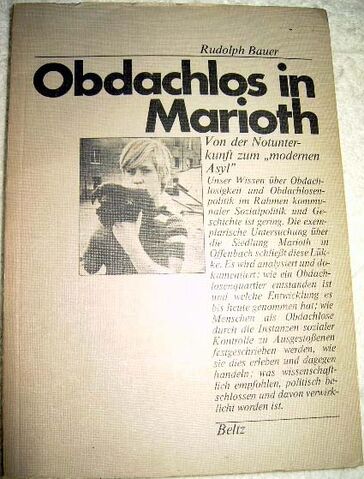 Rudolph Bauer
Obdachlos in
Marioth
Von der Notunter-
kunft zum „modernen
Asyl"
Unser Wissen über Obdach-
losigkeit und Obdachlosen-
politik im Rahmen kommu-
naler Sozialpolitik und Ge-
schichte ist gering. Die exem-
plarische Untersuchung über
die Siedlung Marioth in
Offenbach schließt diese Lük-
ke. Es wird analysiert und do-
kumentiert: wie ein Obdach-
losenquartier entstanden ist
und welche Entwicklung es
bis heute genommen hat; wie
Menschen als Obdachlose
durch die Instanzen sozialer
Kontrolle zu Ausgestoßenen
festgeschrieben werden, wie
sie dies erleben und dagegen
handeln; was wissenschaft-
lich empfohlen, politisch be-
schlossen und davon verwirk-
licht worden ist.
Beltz